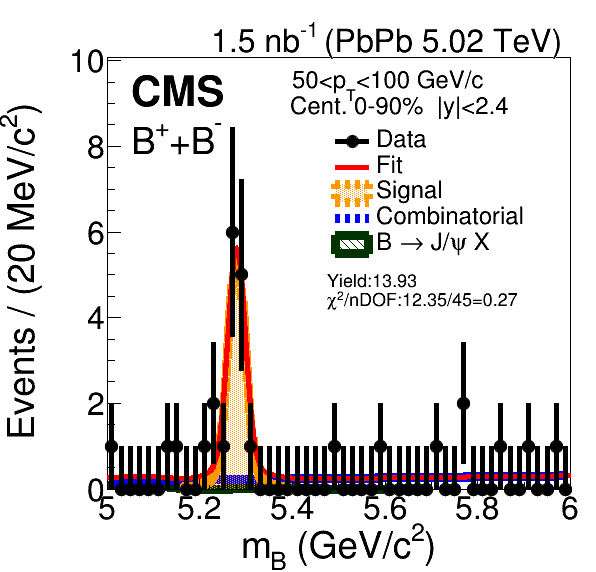 1.5 nb⁻¹ (PbPb 5.02 TeV)
CMS
B⁺+B⁻
50<p_T<100 GeV/c
Cent. 0-90% |y|<2.4
Data
Fit
Signal
Combinatorial
B → J/ψ X
Yield:13.93
χ²/nDOF:12.35/45=0.27
Events / (20 MeV/c²)
10
8
6
4
2
0
5 5.2 5.4 5.6 5.8 6
m_B (GeV/c²)